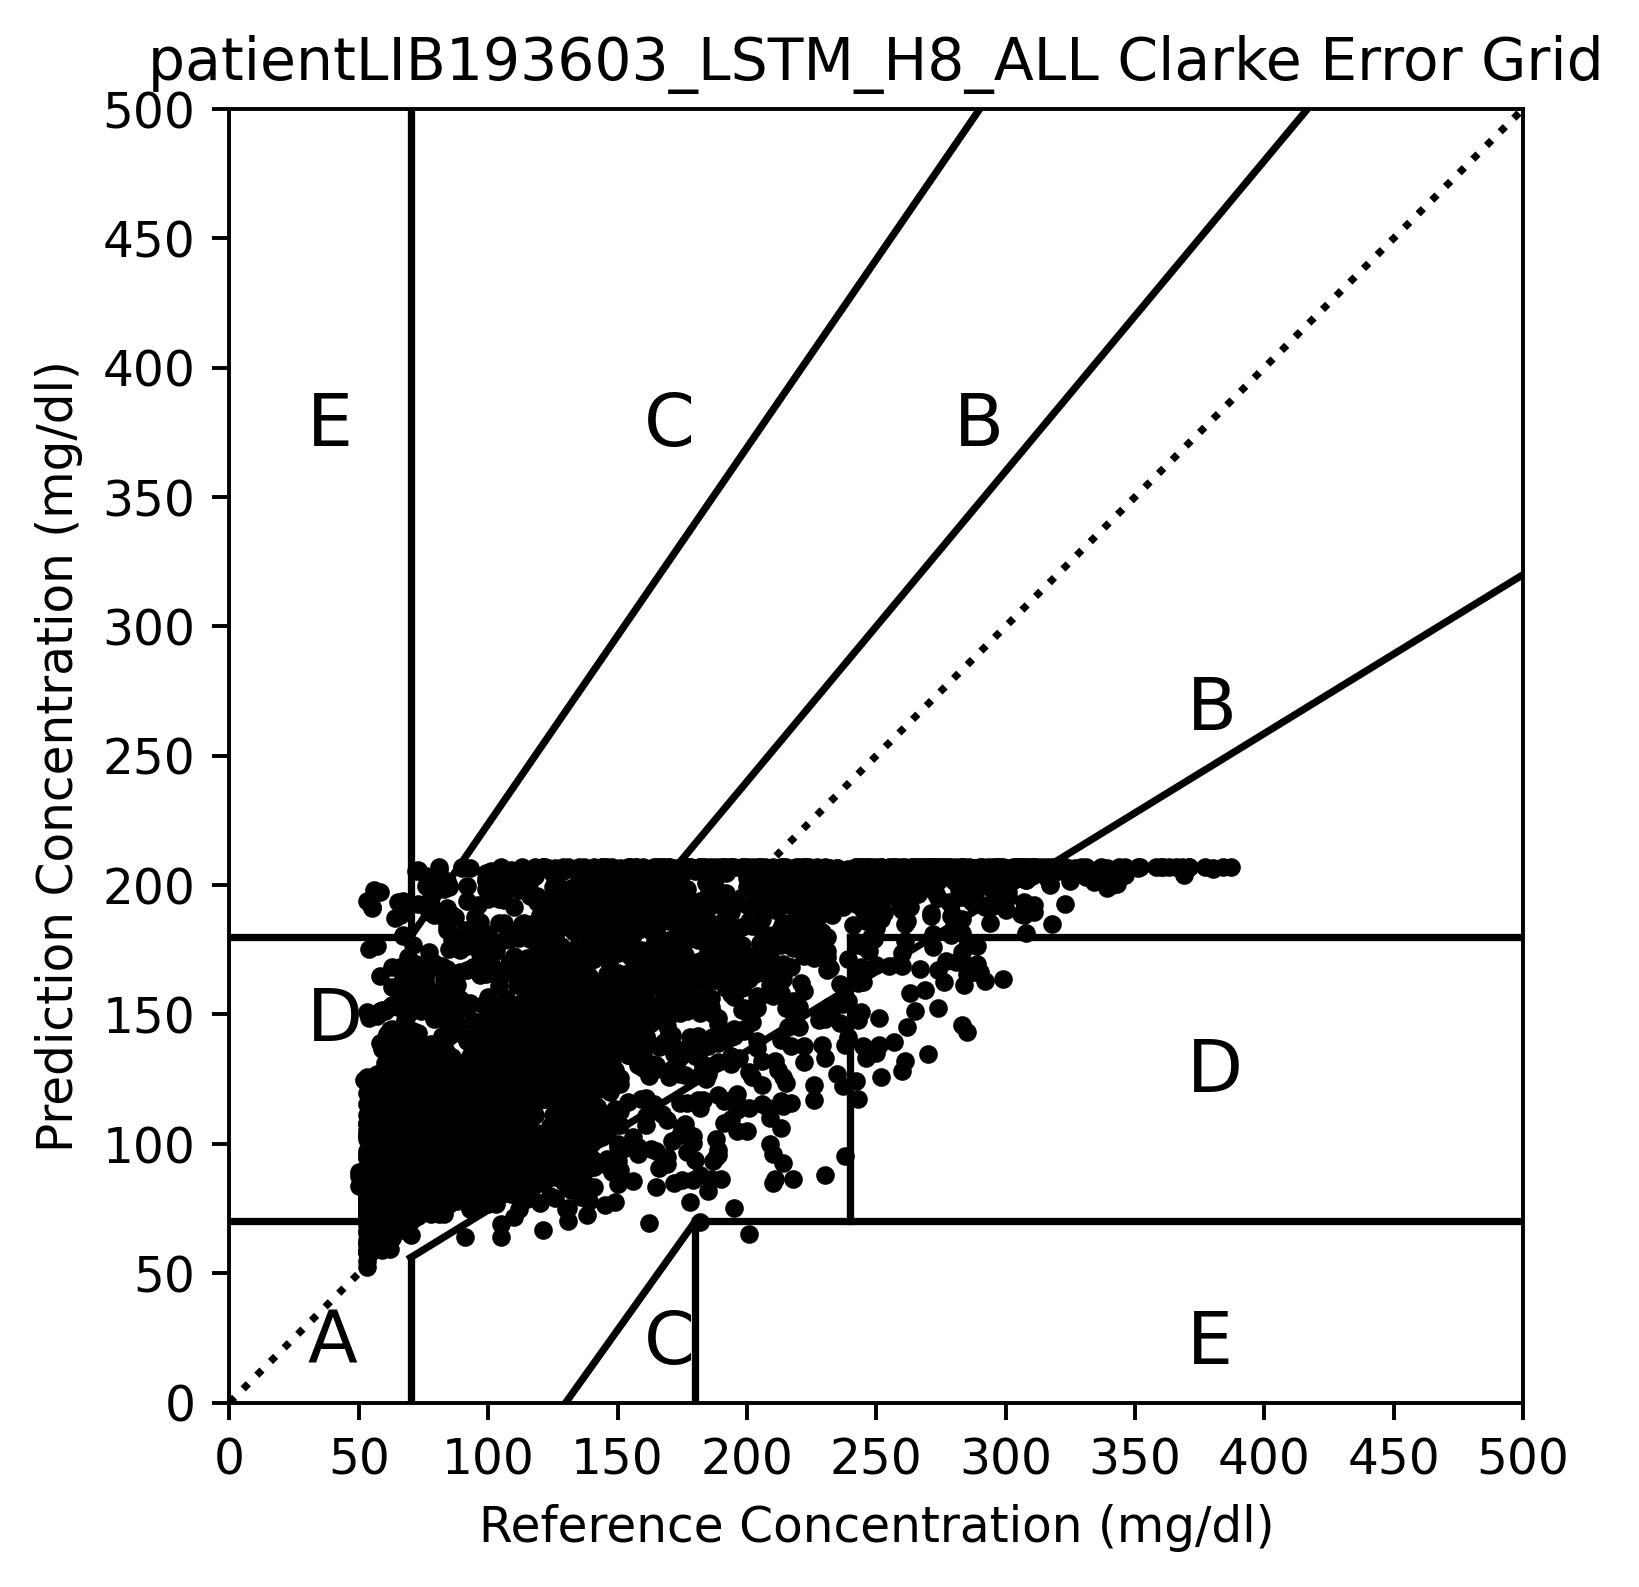 patientLIB193603_LSTM_H8_ALL Clarke Error Grid
500
450
400
350
300
250
200
150
100
50
0
Prediction Concentration (mg/dl)
E
C
B
B
D
D
A
C
E
0 50 100 150 200 250 300 350 400 450 500
Reference Concentration (mg/dl)